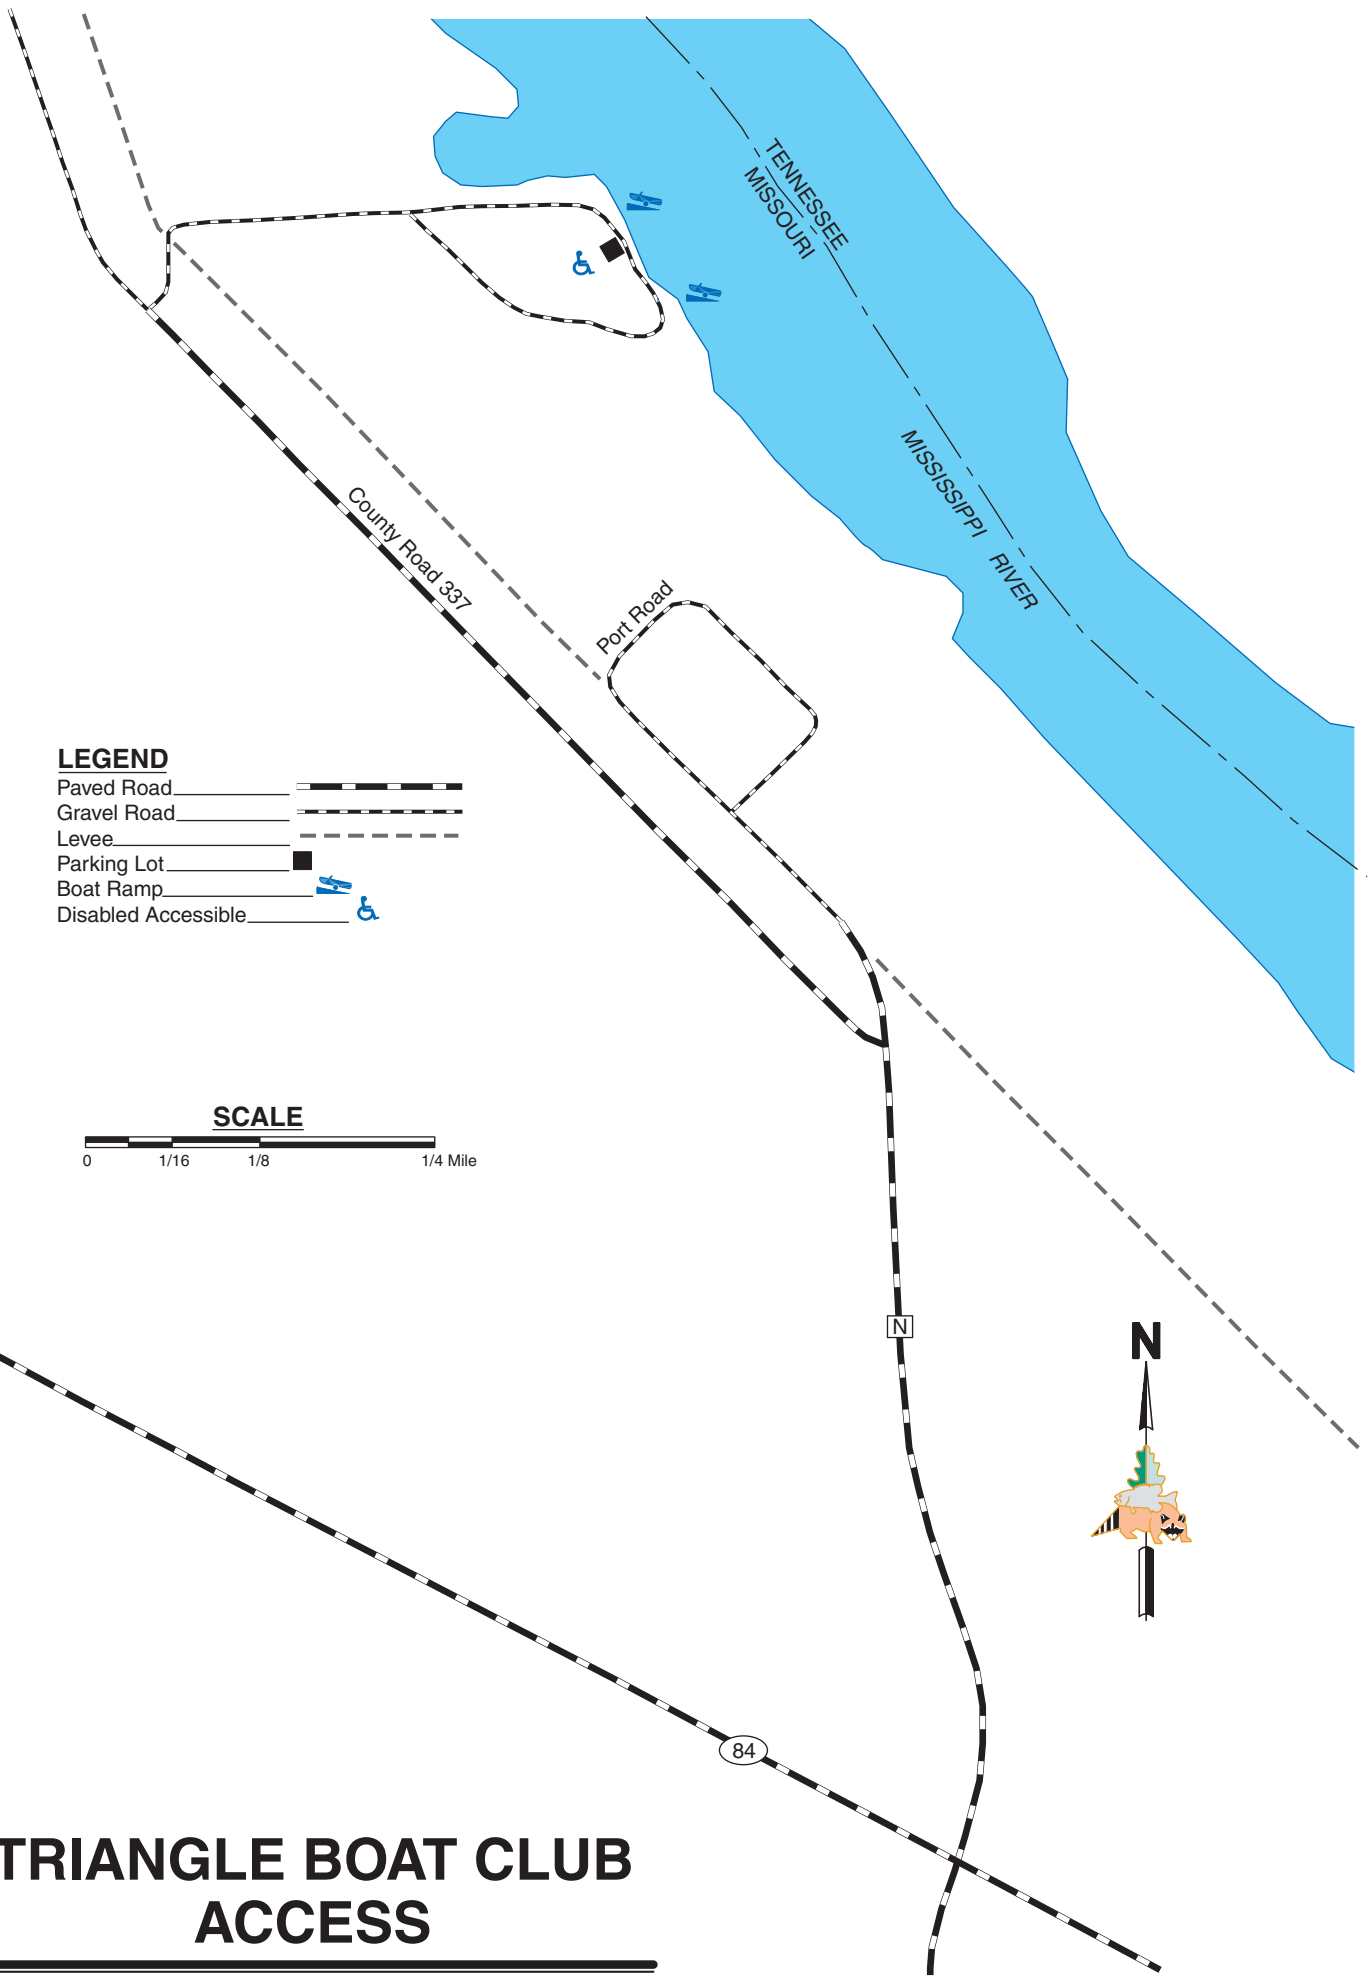 TENNESSEE
MISSOURI
MISSISSIPPI RIVER
County Road 337
Port Road
LEGEND
Paved Road
Gravel Road
Levee
Parking Lot
Boat Ramp
Disabled Accessible
SCALE
0 1/16 1/8 1/4 Mile
N
N
84
TRIANGLE BOAT CLUB
ACCESS